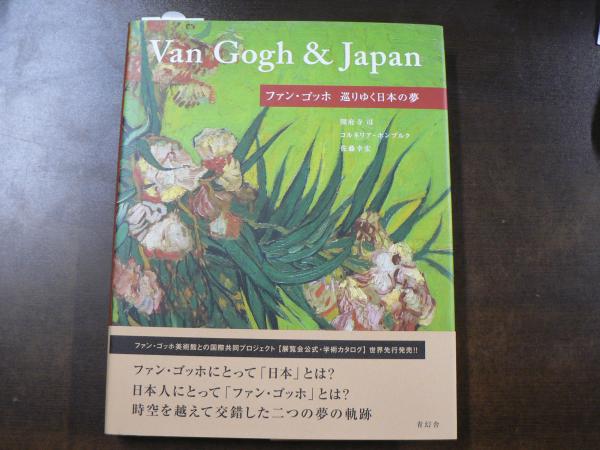 Van Gogh & Japan
ファン・ゴッホ 巡りゆく日本の夢
圀府寺 司
コルネリア・ホンブルク
佐藤幸宏
ファン・ゴッホ美術館との国際共同プロジェクト［展覧会公式・学術カタログ］世界先行発売!!
ファン・ゴッホにとって「日本」とは?
日本人にとって「ファン・ゴッホ」とは?
時空を越えて交錯した二つの夢の軌跡
青幻舎